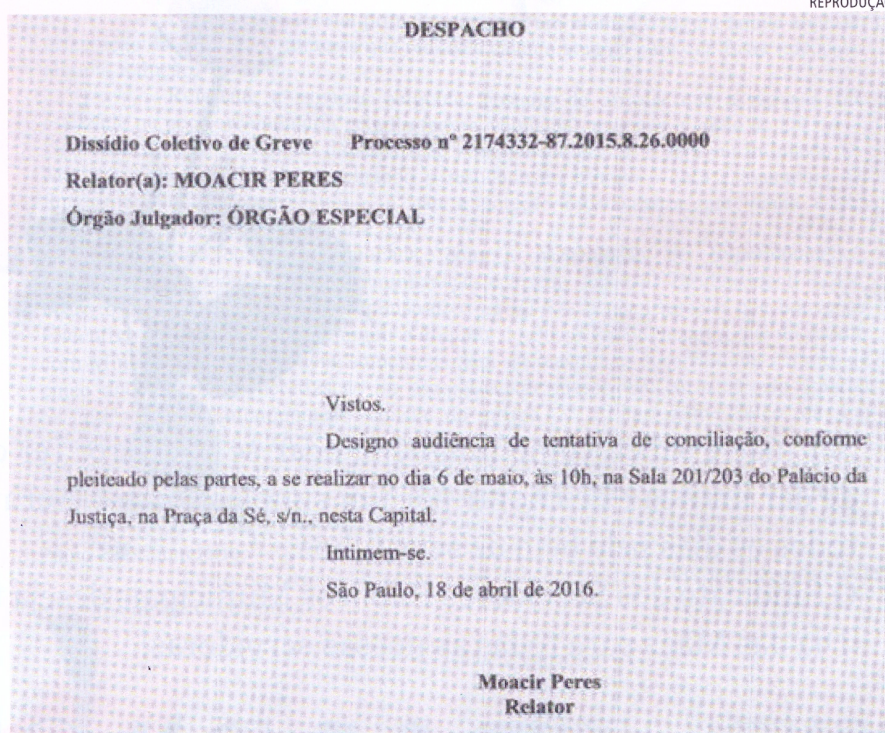 REPRODUÇÃ
DESPACHO
Dissídio Coletivo de Greve Processo nº 2174332-87.2015.8.26.0000
Relator(a): MOACIR PERES
Órgão Julgador: ÓRGÃO ESPECIAL
Vistos.
Designo audiência de tentativa de conciliação, conforme
pleiteado pelas partes, a se realizar no dia 6 de maio, às 10h, na Sala 201/203 do Palácio da
Justiça, na Praça da Sé, s/n., nesta Capital.
Intimem-se.
São Paulo, 18 de abril de 2016.
Moacir Peres
Relator